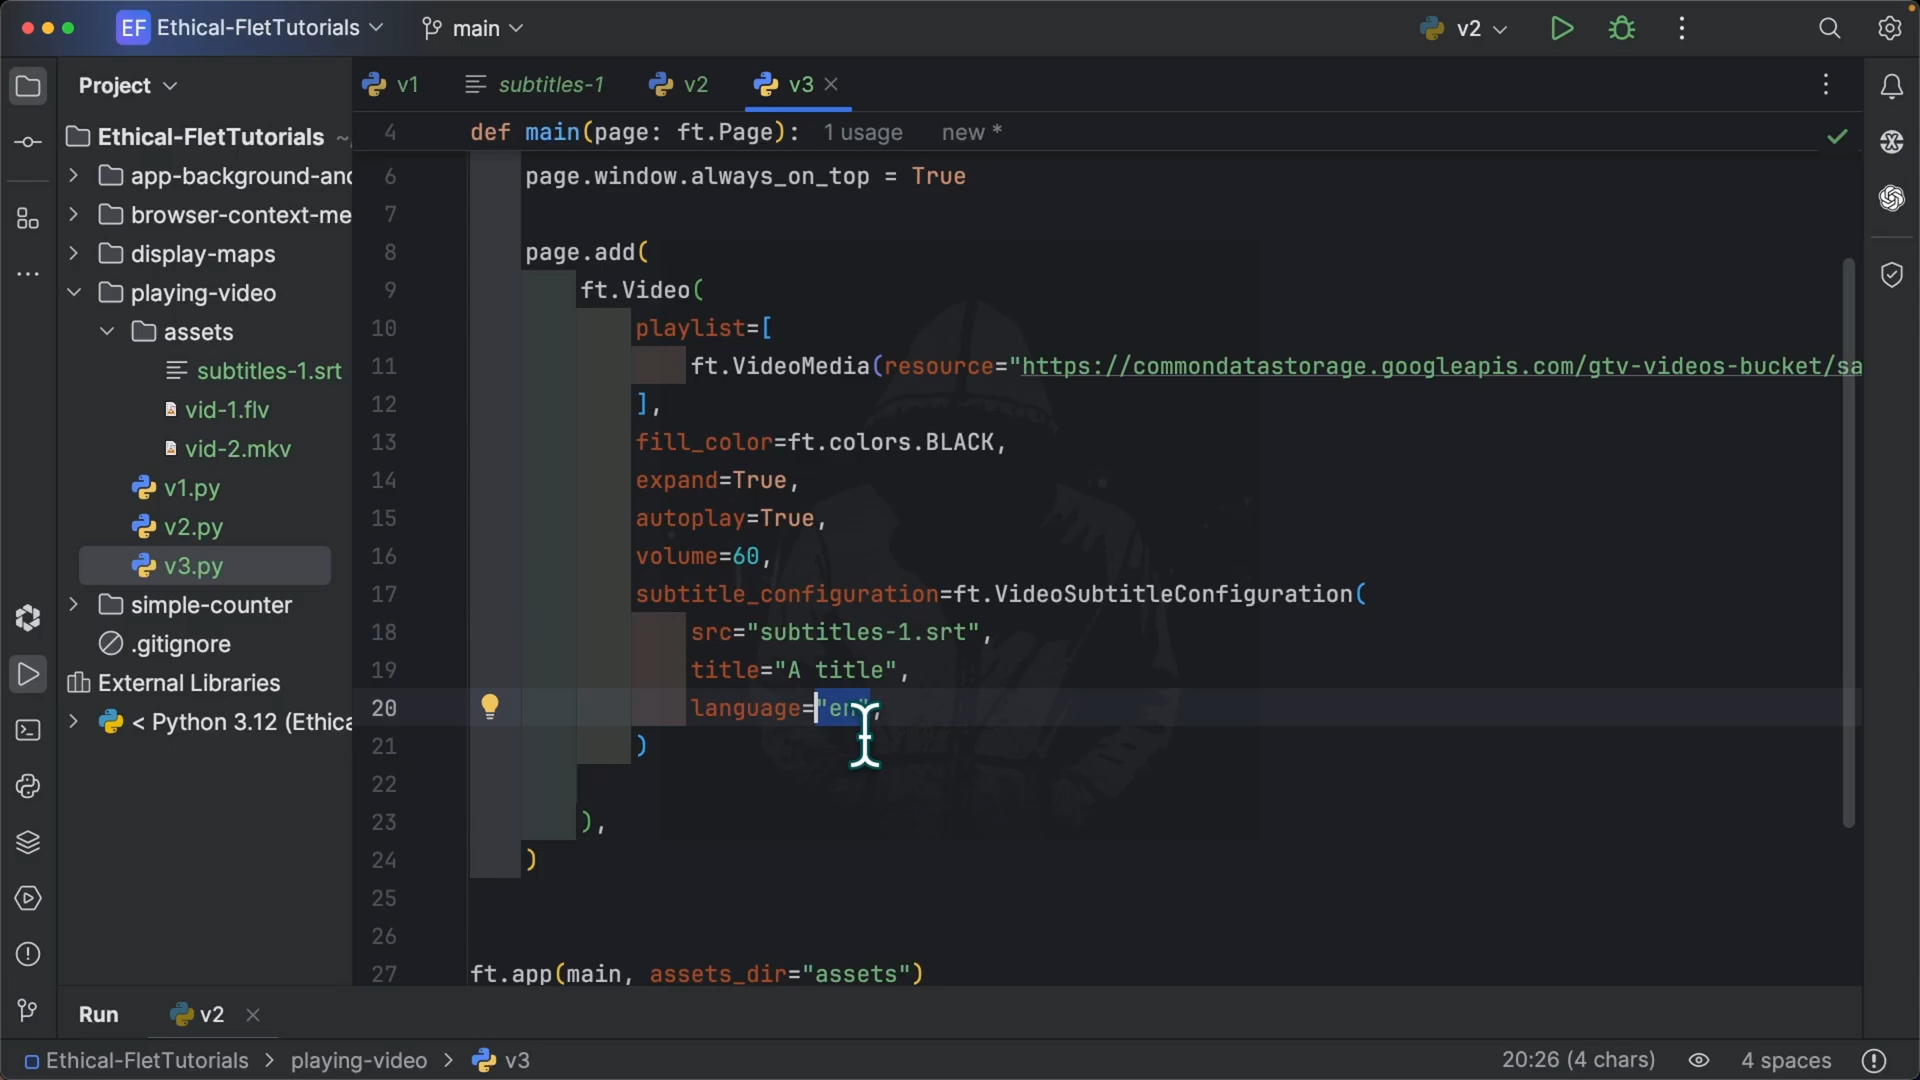 EF Ethical-FletTutorials main v2
Project v1 subtitles-1 v2 v3
Ethical-FletTutorials ~
app-background-and
browser-context-me
display-maps
playing-video
assets
subtitles-1.srt
vid-1.flv
vid-2.mkv
v1.py
v2.py
v3.py
simple-counter
.gitignore
External Libraries
< Python 3.12 (Ethica
4 def main(page: ft.Page): 1 usage new *
6 page.window.always_on_top = True
7
8 page.add(
9 ft.Video(
10 playlist=[
11 ft.VideoMedia(resource="https://commondatastorage.googleapis.com/gtv-videos-bucket/sa
12 ],
13 fill_color=ft.colors.BLACK,
14 expand=True,
15 autoplay=True,
16 volume=60,
17 subtitle_configuration=ft.VideoSubtitleConfiguration(
18 src="subtitles-1.srt",
19 title="A title",
20 language="en",
21 )
22
23 ),
24 )
25
26
27 ft.app(main, assets_dir="assets")
Run v2
Ethical-FletTutorials > playing-video > v3 20:26 (4 chars) 4 spaces